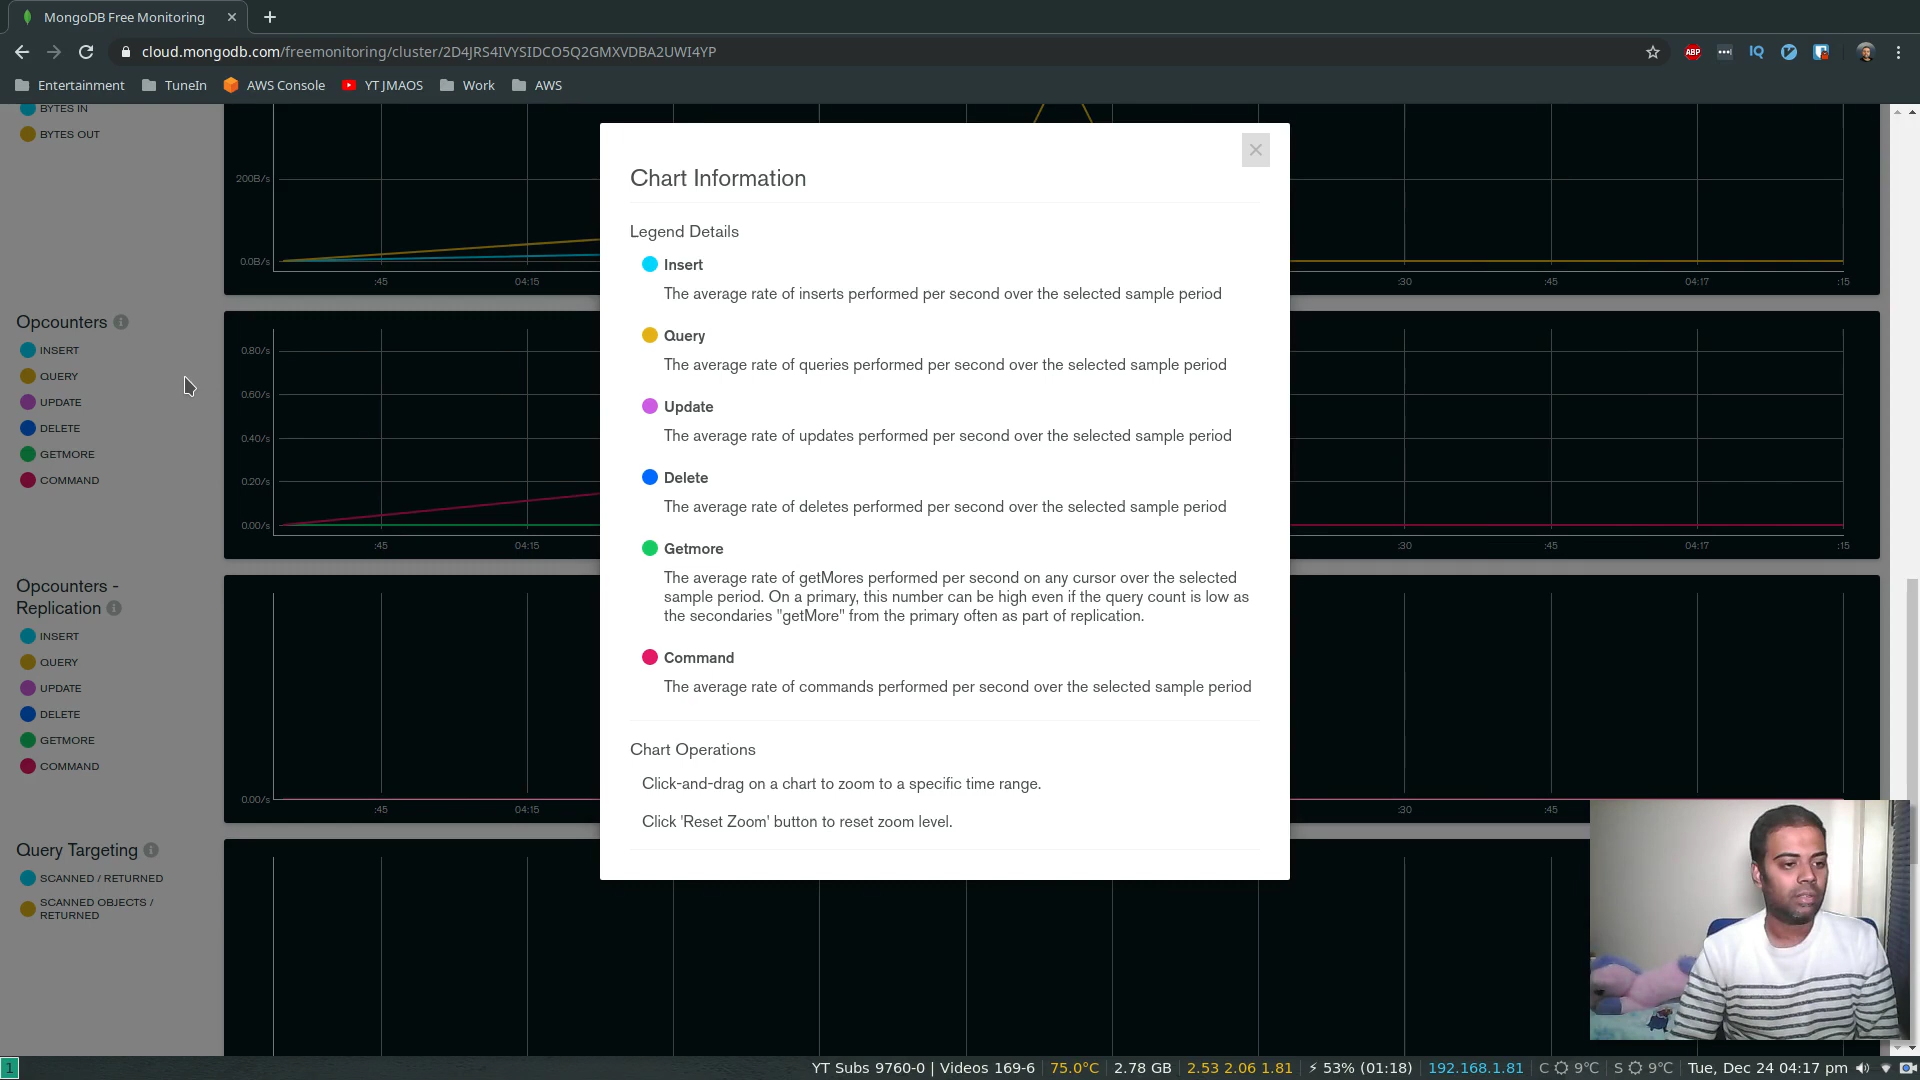 MongoDB Free Monitoring
cloud.mongodb.com/freemonitoring/cluster/2D4JRS4IVYSIDCO5Q2GMXVDBA2UWI4YP
ABP
IQ
Entertainment
TuneIn
AWS Console
YT JMAOS
Work
AWS
BYTES IN
BYTES OUT
200B/s
0.0B/s
:45
04:15
:30
:45
04:17
:15
Opcounters
INSERT
QUERY
UPDATE
DELETE
GETMORE
COMMAND
0.80/s
0.60/s
0.40/s
0.20/s
0.00/s
:45
04:15
:30
:45
04:17
:15
Opcounters -
Replication
INSERT
QUERY
UPDATE
DELETE
GETMORE
COMMAND
0.00/s
:45
04:15
:30
:45
Query Targeting
SCANNED / RETURNED
SCANNED OBJECTS /
RETURNED
Chart Information
Legend Details
Insert
The average rate of inserts performed per second over the selected sample period
Query
The average rate of queries performed per second over the selected sample period
Update
The average rate of updates performed per second over the selected sample period
Delete
The average rate of deletes performed per second over the selected sample period
Getmore
The average rate of getMores performed per second on any cursor over the selected
sample period. On a primary, this number can be high even if the query count is low as
the secondaries "getMore" from the primary often as part of replication.
Command
The average rate of commands performed per second over the selected sample period
Chart Operations
Click-and-drag on a chart to zoom to a specific time range.
Click 'Reset Zoom' button to reset zoom level.
1
YT Subs 9760-0 | Videos 169-6
75.0°C
2.78 GB
2.53 2.06 1.81
53% (01:18)
192.168.1.81
C 9°C
S 9°C
Tue, Dec 24 04:17 pm